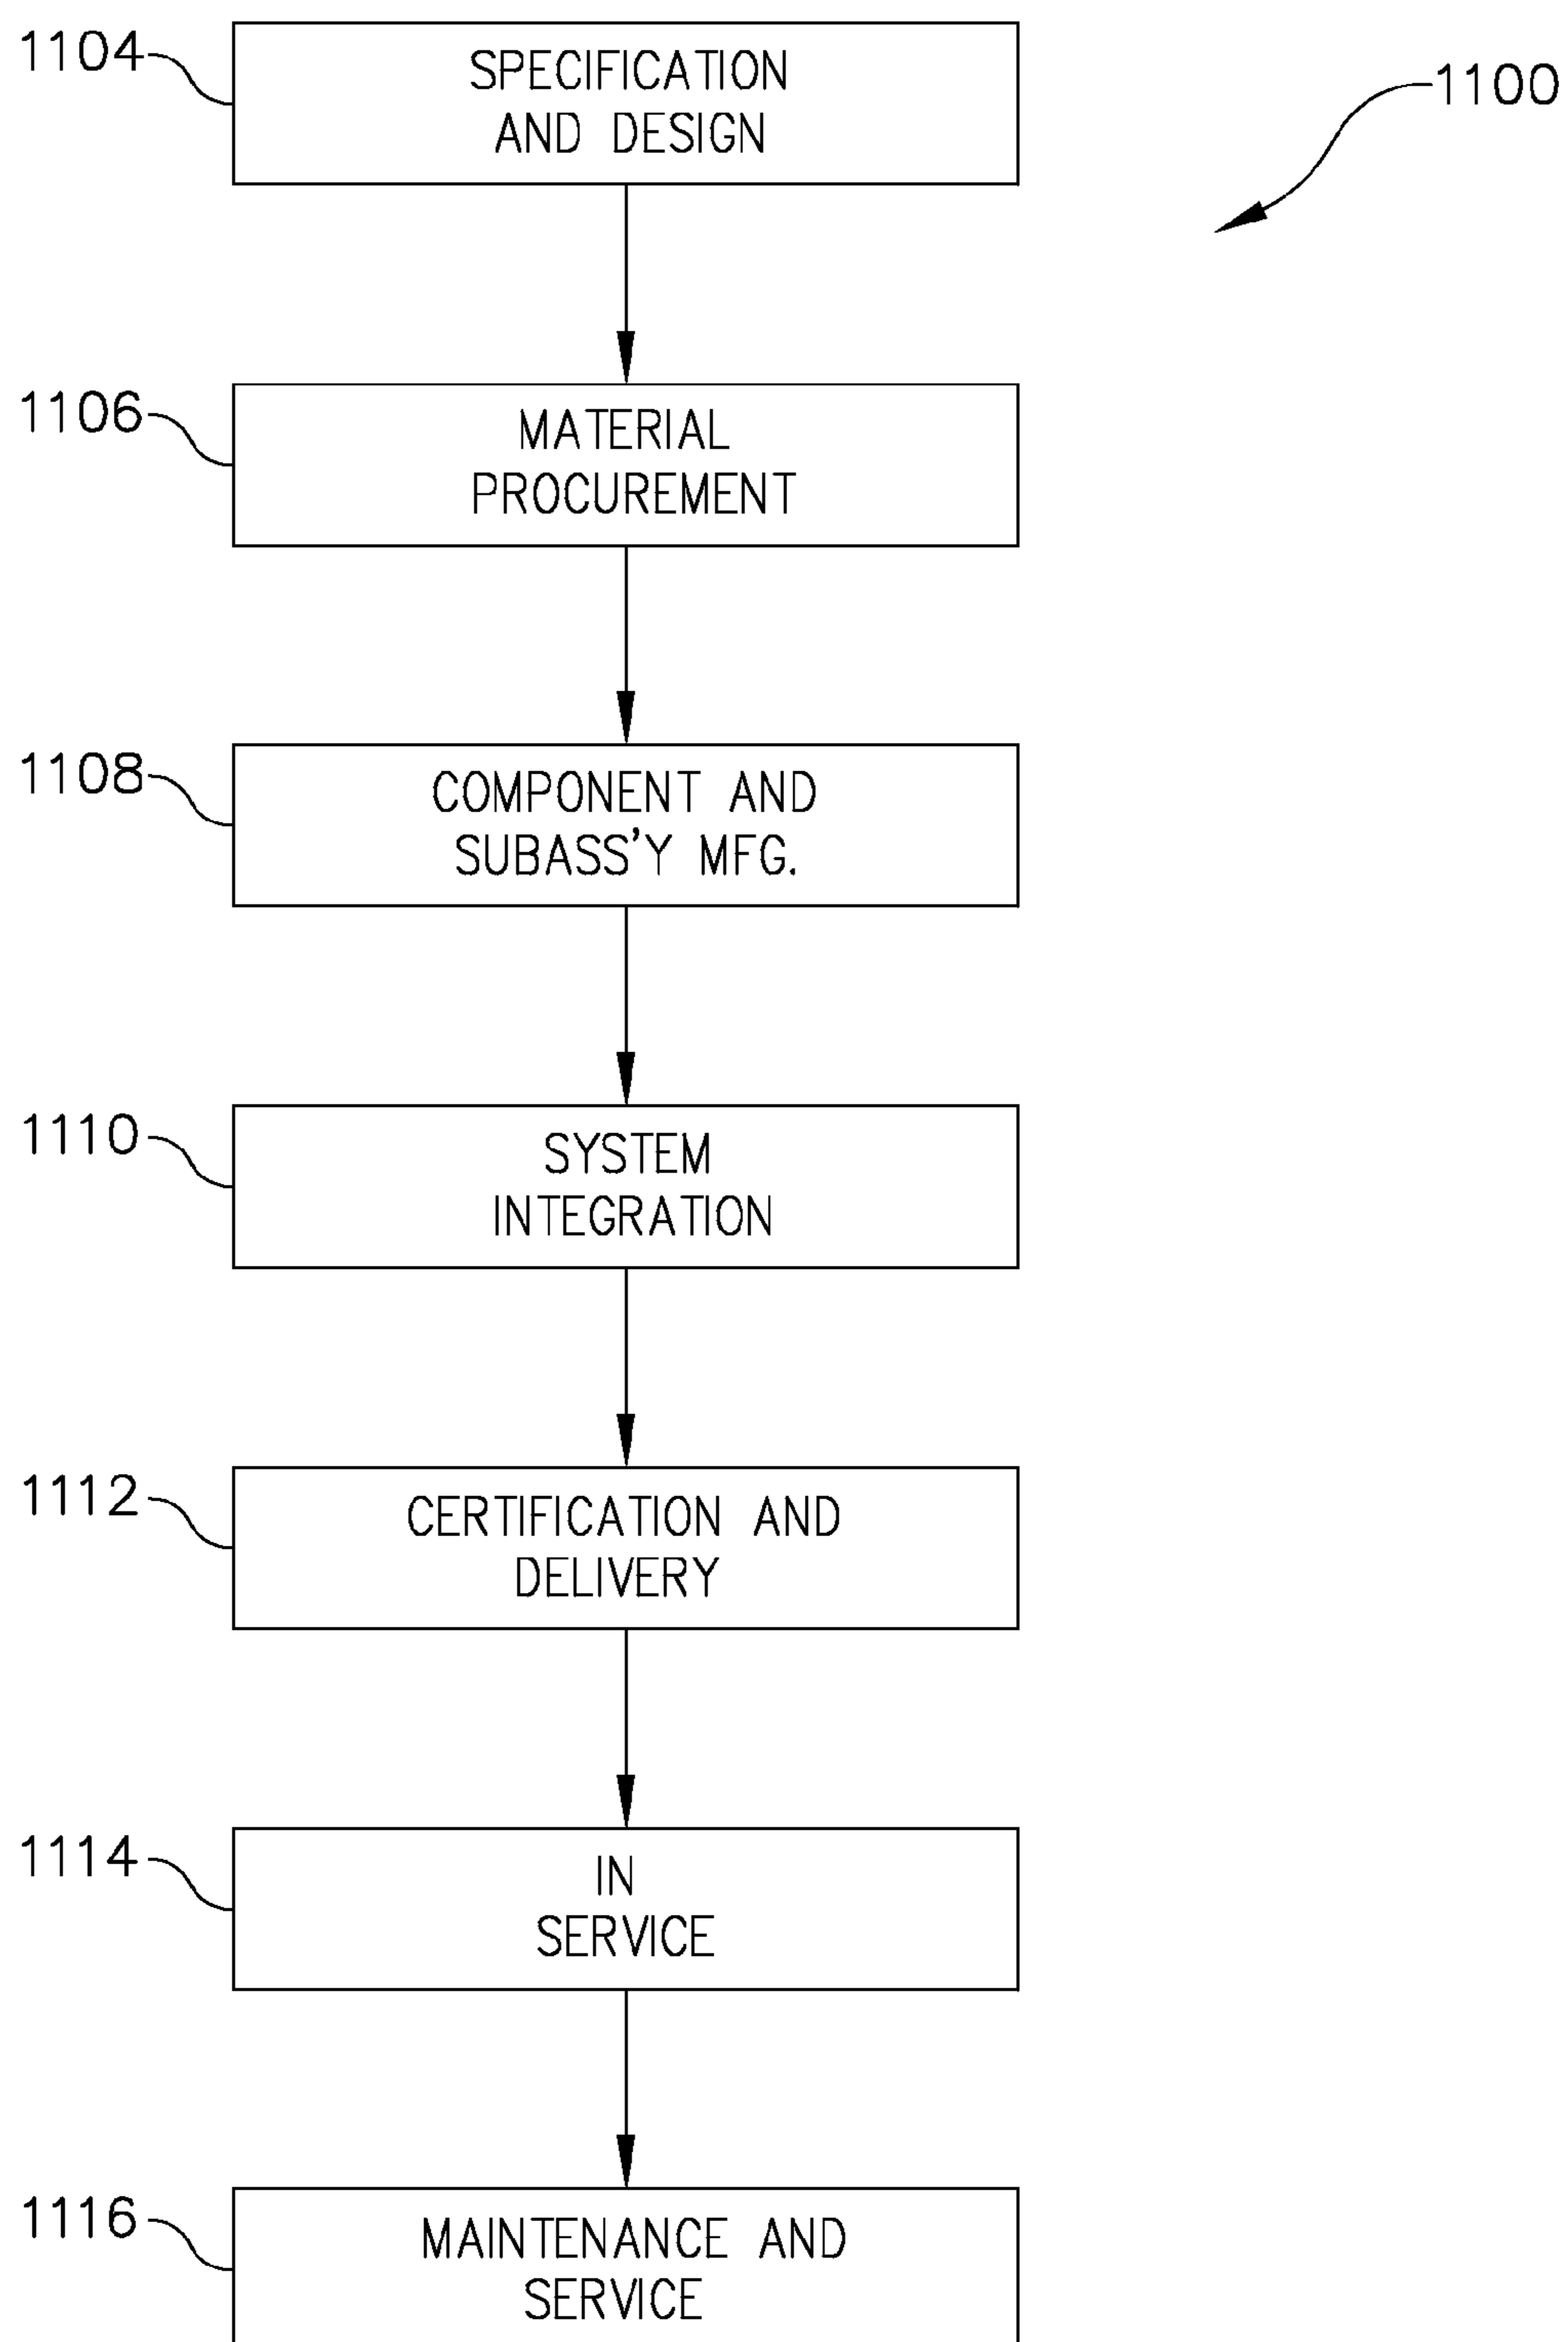 1104
SPECIFICATION
AND DESIGN
1100
1106
MATERIAL
PROCUREMENT
1108
COMPONENT AND
SUBASS'Y MFG.
1110
SYSTEM
INTEGRATION
1112
CERTIFICATION AND
DELIVERY
1114
IN
SERVICE
1116
MAINTENANCE AND
SERVICE